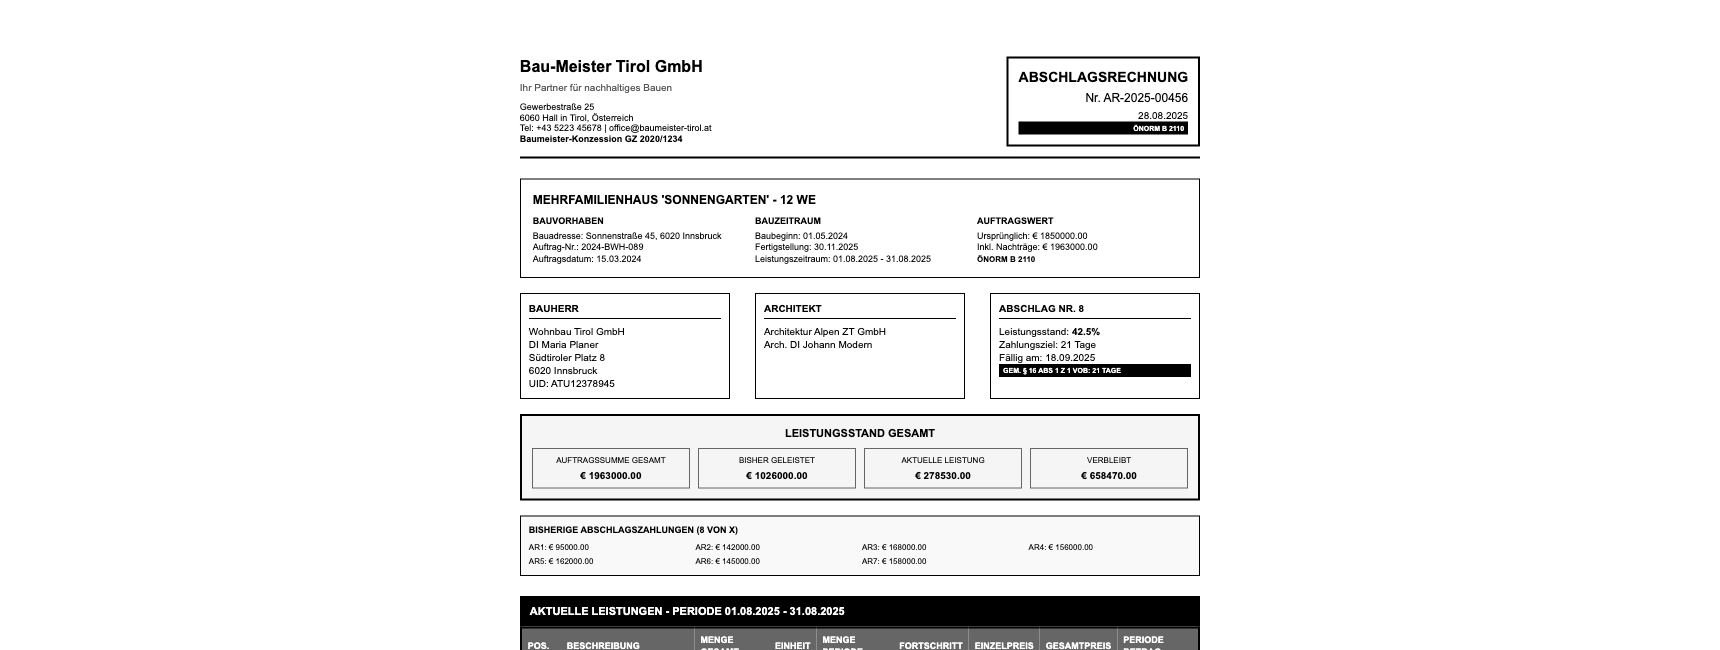 Bau-Meister Tirol GmbH
Ihr Partner für nachhaltiges Bauen
Gewerbestraße 25
6060 Hall in Tirol, Österreich
Tel: +43 5223 45678 | office@baumeister-tirol.at
Baumeister-Konzession GZ 2020/1234
ABSCHLAGSRECHNUNG
Nr. AR-2025-00456
28.08.2025
ÖNORM B 2110
MEHRFAMILIENHAUS 'SONNENGARTEN' - 12 WE
BAUVORHABEN
Bauadresse: Sonnenstraße 45, 6020 Innsbruck
Auftrag-Nr.: 2024-BWH-089
Auftragsdatum: 15.03.2024
BAUZEITRAUM
Baubeginn: 01.05.2024
Fertigstellung: 30.11.2025
Leistungszeitraum: 01.08.2025 - 31.08.2025
AUFTRAGSWERT
Ursprünglich: € 1850000.00
Inkl. Nachträge: € 1963000.00
ÖNORM B 2110
BAUHERR
Wohnbau Tirol GmbH
DI Maria Planer
Südtiroler Platz 8
6020 Innsbruck
UID: ATU12378945
ARCHITEKT
Architektur Alpen ZT GmbH
Arch. DI Johann Modern
ABSCHLAG NR. 8
Leistungsstand: 42.5%
Zahlungsziel: 21 Tage
Fällig am: 18.09.2025
GEM. § 16 ABS 1 Z 1 VOB: 21 TAGE
LEISTUNGSSTAND GESAMT
AUFTRAGSSUMME GESAMT
€ 1963000.00
BISHER GELEISTET
€ 1026000.00
AKTUELLE LEISTUNG
€ 278530.00
VERBLEIBT
€ 658470.00
BISHERIGE ABSCHLAGSZAHLUNGEN (8 VON X)
AR1: € 95000.00 AR2: € 142000.00 AR3: € 168000.00 AR4: € 156000.00
AR5: € 162000.00 AR6: € 145000.00 AR7: € 158000.00
AKTUELLE LEISTUNGEN - PERIODE 01.08.2025 - 31.08.2025
POS. BESCHREIBUNG MENGE EINHEIT MENGE FORTSCHRITT EINZELPREIS GESAMTPREIS PERIODE